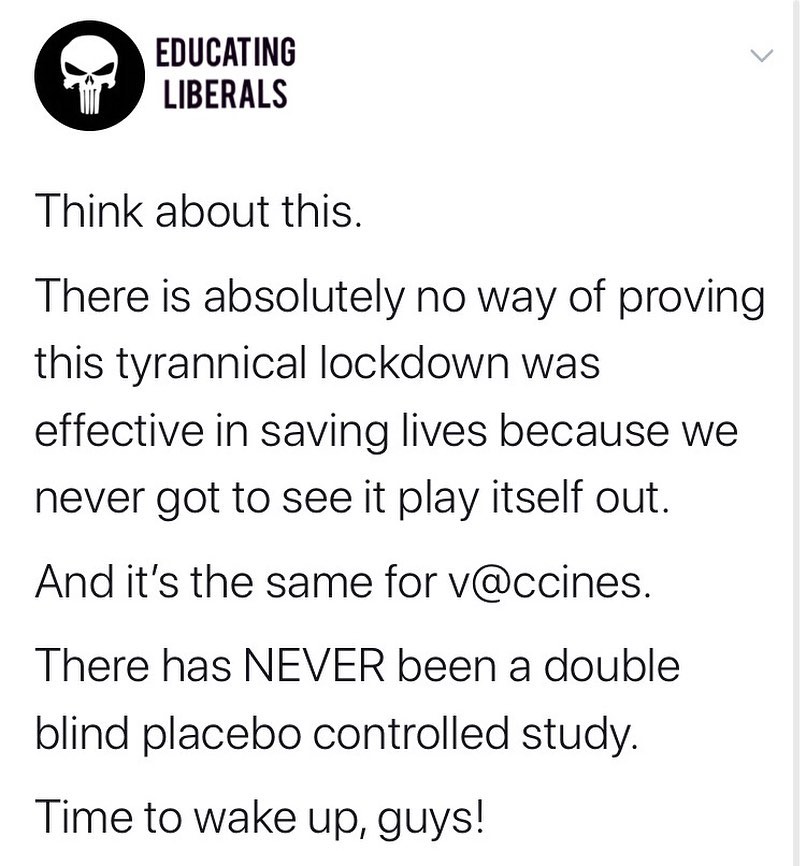 EDUCATING
LIBERALS
Think about this.
There is absolutely no way of proving
this tyrannical lockdown was
effective in saving lives because we
never got to see it play itself out.
And it’s the same for v@ccines.
There has NEVER been a double
blind placebo controlled study.
Time to wake up, guys!